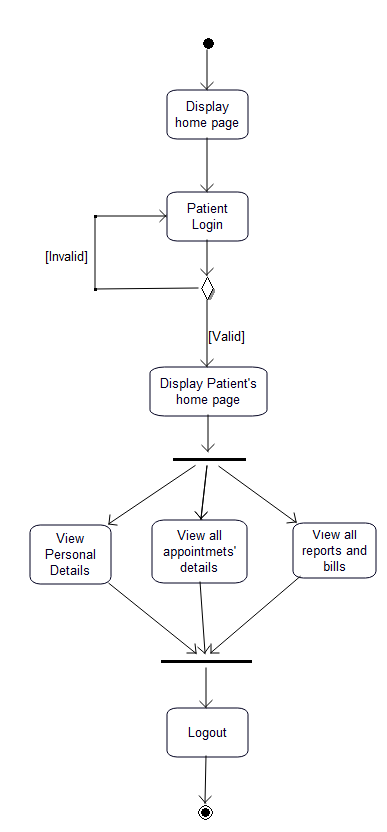 Display
home page
Patient
Login
[Invalid]
[Valid]
Display Patient's
home page
View
Personal
Details
View all
appointmets'
details
View all
reports and
bills
Logout